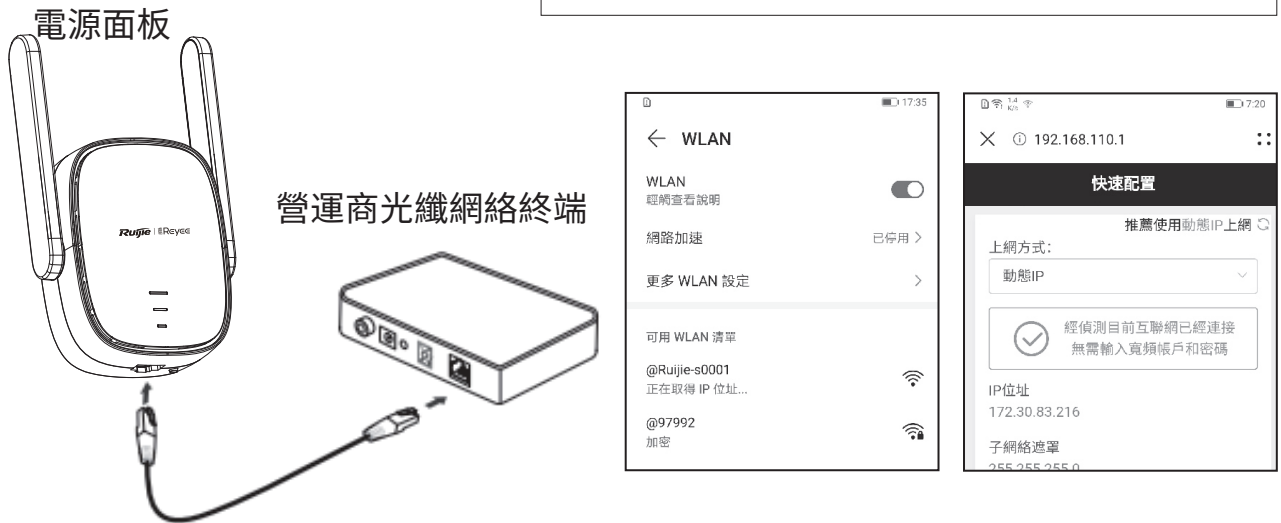 電源面板
Ruijie | Reyee
營運商光纖網絡終端
17:35
← WLAN
WLAN
輕觸查看說明
網路加速 已停用 >
更多 WLAN 設定 >
可用 WLAN 清單
@Ruijie-s0001
正在取得 IP 位址...
@97992
加密
1.4 K/s 7:20
192.168.110.1
快速配置
推薦使用動態IP上網
上網方式：
動態IP
經偵測目前互聯網已經連接
無需輸入寬頻帳戶和密碼
IP位址
172.30.83.216
子網絡遮罩
255.255.255.0